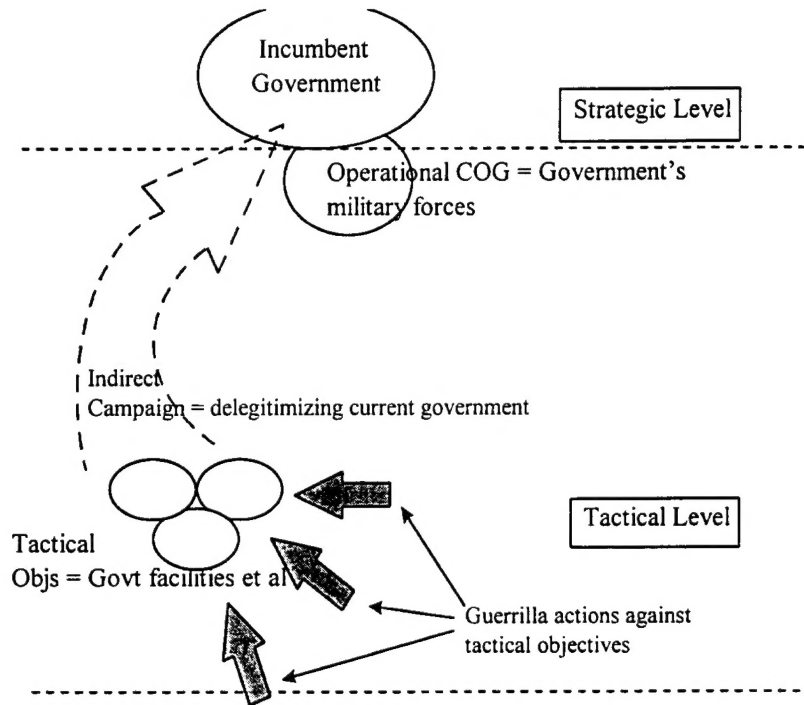 Incumbent
Government
Strategic Level
Operational COG = Government's
military forces
Indirect
Campaign = delegitimizing current government
Tactical Level
Tactical
Objs = Govt facilities et al
Guerrilla actions against
tactical objectives